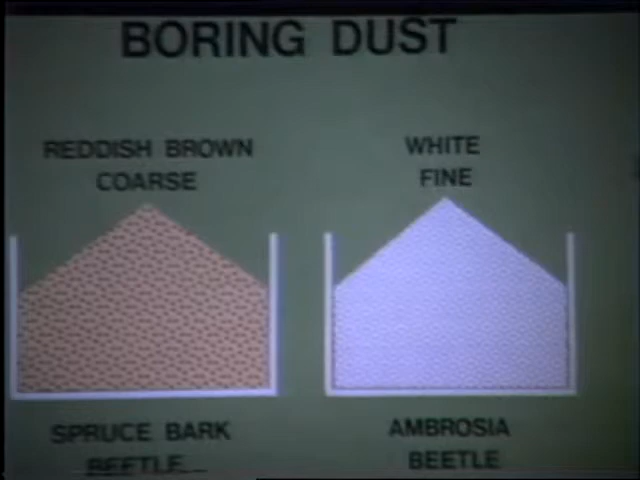 BORING DUST
REDDISH BROWN
COARSE
WHITE
FINE
SPRUCE BARK
BEETLE
AMBROSIA
BEETLE